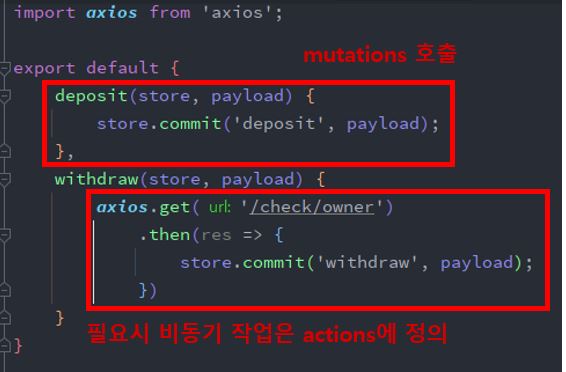 import axios from 'axios';
mutations 호출
export default {
deposit(store, payload) {
store.commit('deposit', payload);
},
withdraw(store, payload) {
axios.get( url: '/check/owner')
.then(res => {
store.commit('withdraw', payload);
})
}
필요시 비동기 작업은 actions에 정의
}